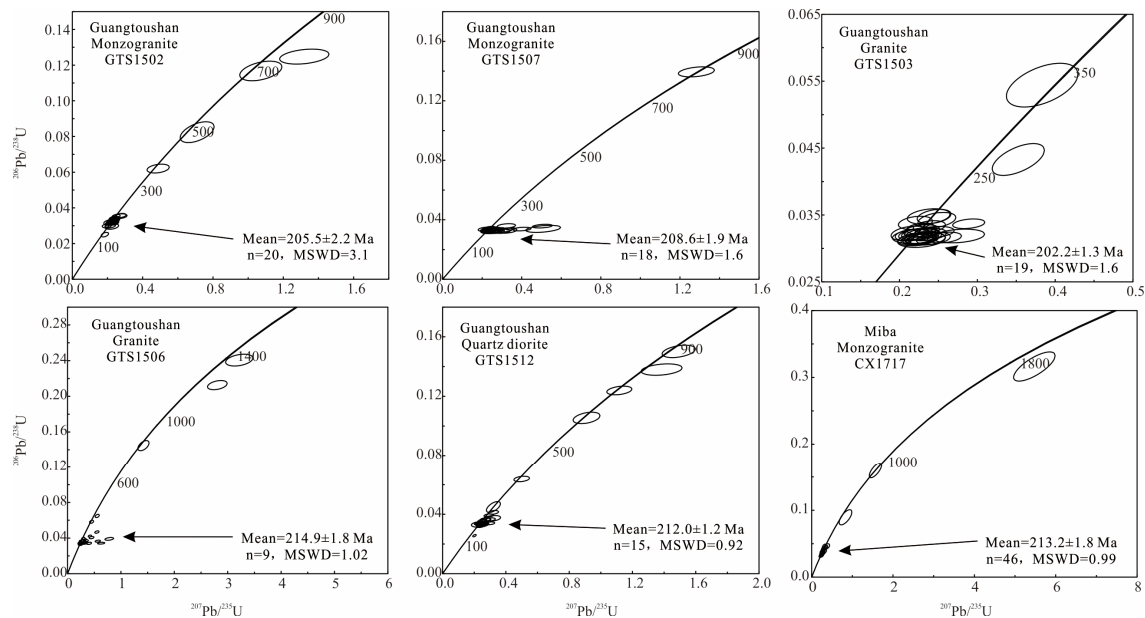 0.14
0.12
0.10
0.08
0.06
0.04
0.02
0.00
²⁰⁶Pb/²³⁸U
Guangtoushan
Monzogranite
GTS1502
900
700
500
300
100
Mean=205.5±2.2 Ma
n=20, MSWD=3.1
0.0
0.4
0.8
1.2
1.6
0.16
0.12
0.08
0.04
0.00
Guangtoushan
Monzogranite
GTS1507
900
700
500
300
100
Mean=208.6±1.9 Ma
n=18, MSWD=1.6
0.0
0.4
0.8
1.2
1.6
0.065
0.055
0.045
0.035
0.025
Guangtoushan
Granite
GTS1503
350
250
Mean=202.2±1.3 Ma
n=19, MSWD=1.6
0.1
0.2
0.3
0.4
0.5
0.28
0.24
0.20
0.16
0.12
0.08
0.04
0.00
²⁰⁶Pb/²³⁸U
Guangtoushan
Granite
GTS1506
1400
1000
600
Mean=214.9±1.8 Ma
n=9, MSWD=1.02
0
1
2
3
4
5
6
²⁰⁷Pb/²³⁵U
0.16
0.12
0.08
0.04
0.00
Guangtoushan
Quartz diorite
GTS1512
900
500
100
Mean=212.0±1.2 Ma
n=15, MSWD=0.92
0.0
0.4
0.8
1.2
1.6
2.0
²⁰⁷Pb/²³⁵U
0.4
0.3
0.2
0.1
0.0
Miba
Monzogranite
CX1717
1800
1000
Mean=213.2±1.8 Ma
n=46, MSWD=0.99
0
1
2
3
4
5
6
7
8
²⁰⁷Pb/²³⁵U